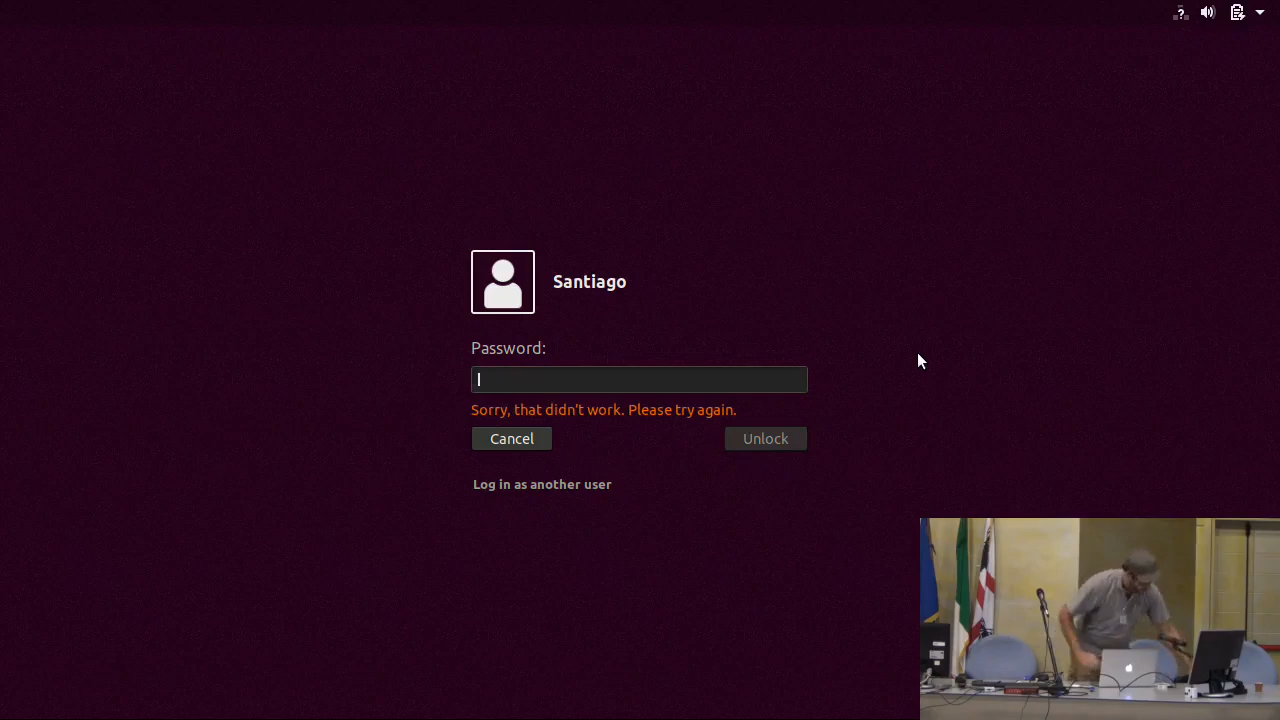 Santiago
Password:
Sorry, that didn't work. Please try again.
Cancel
Unlock
Log in as another user